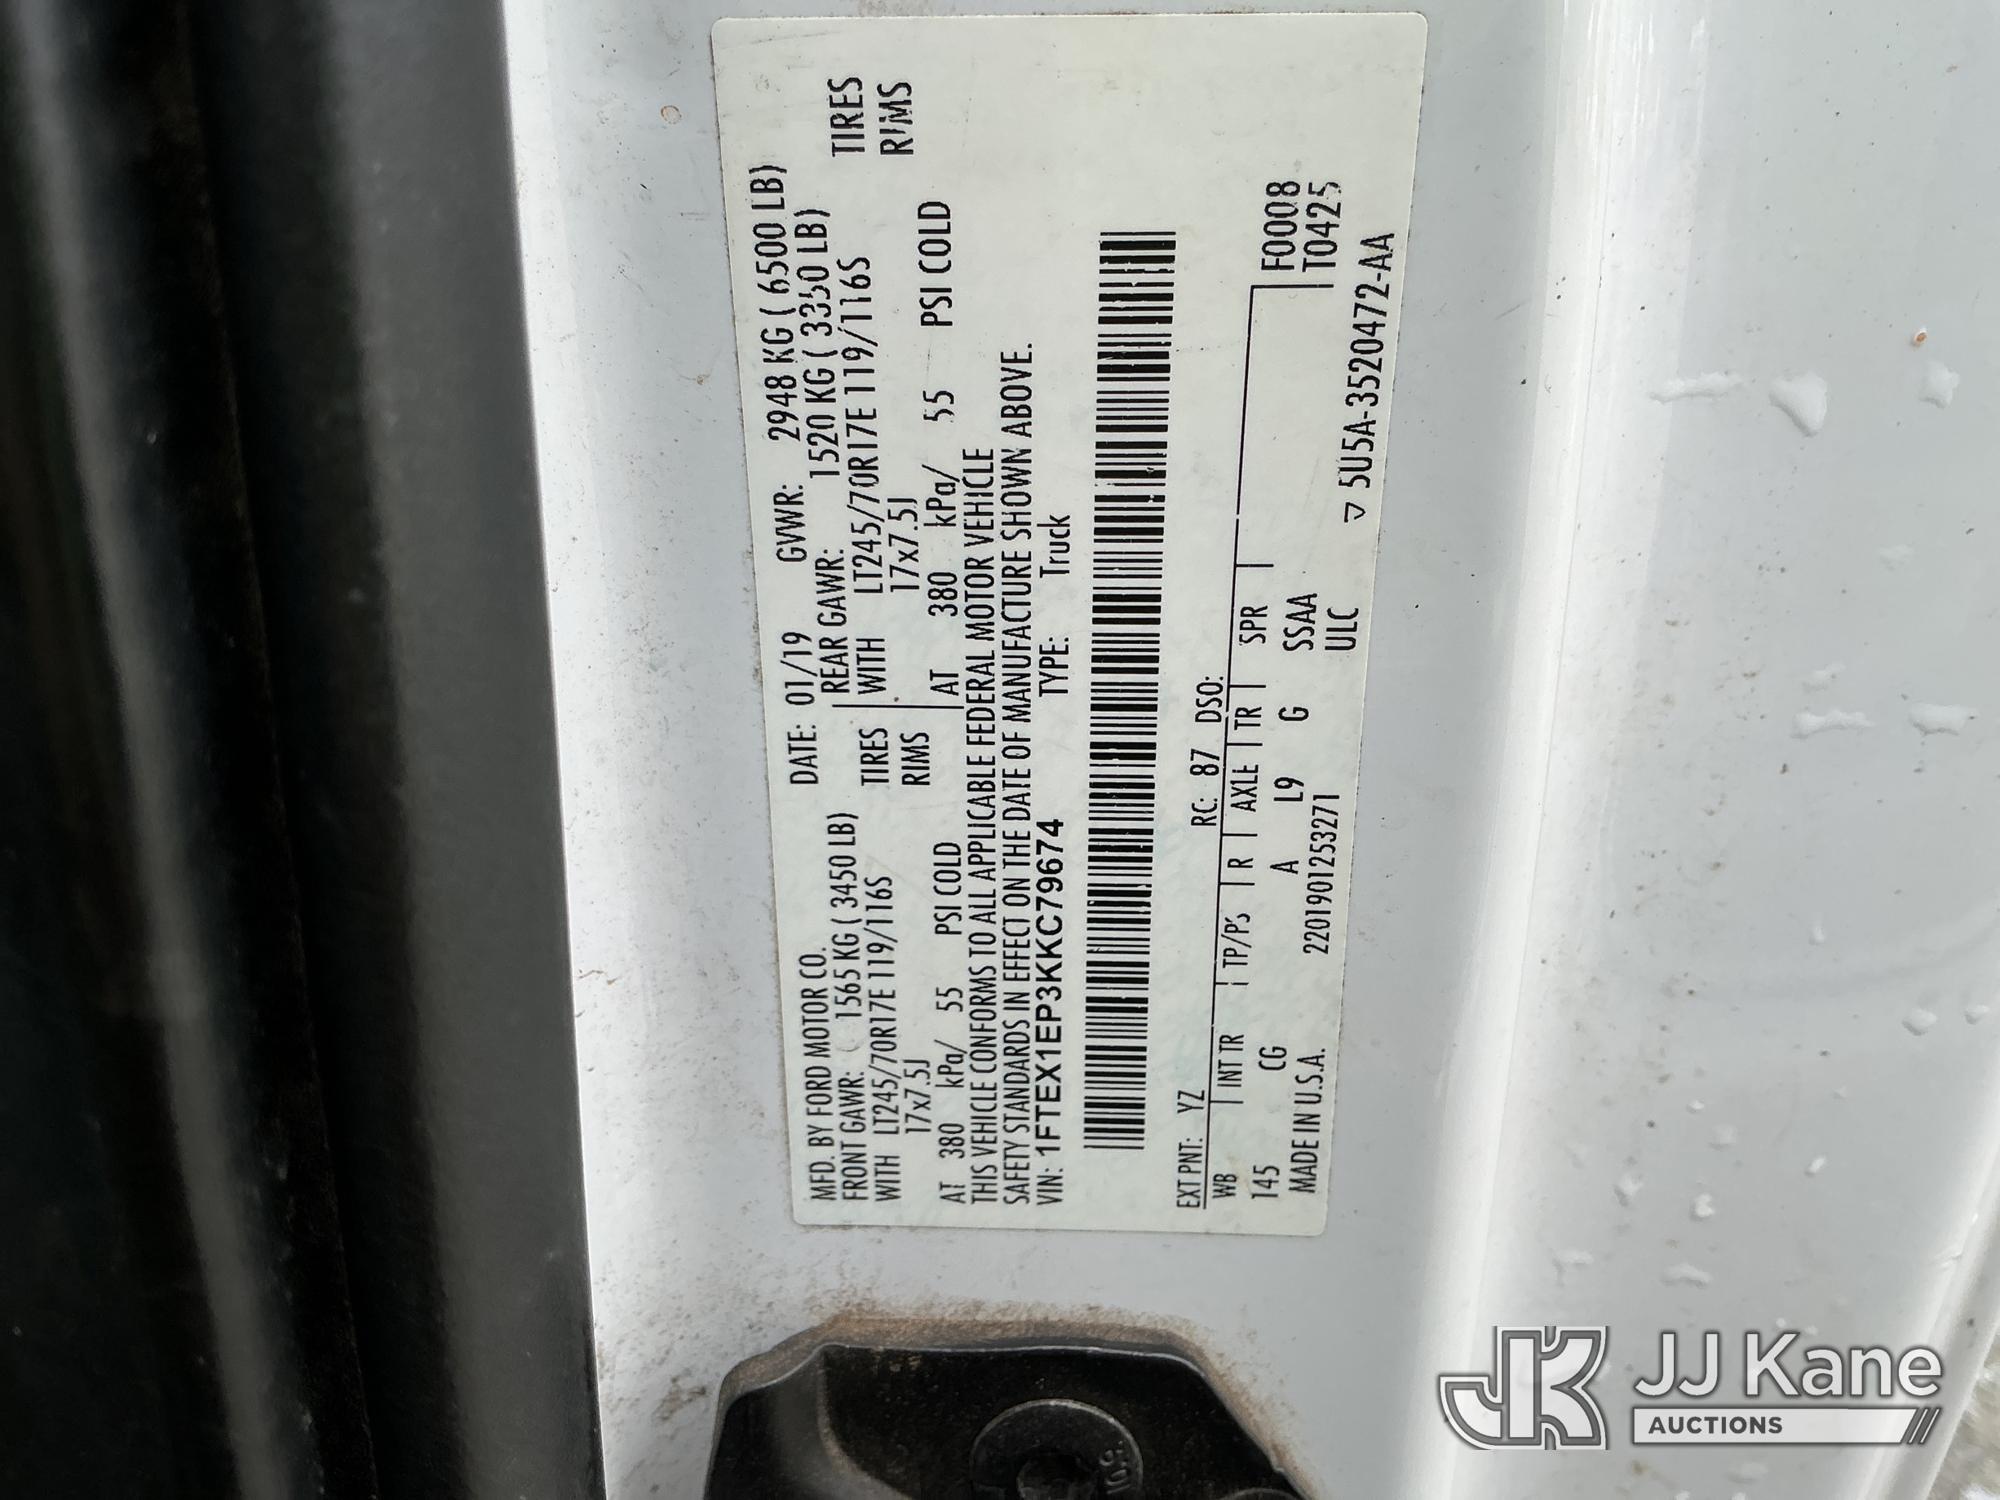 MFD. BY FORD MOTOR CO. DATE: 01/19 GVWR: 2948 KG ( 6500 LB)
FRONT GAWR: 1565 KG ( 3450 LB) REAR GAWR: 1520 KG ( 3350 LB)
WITH LT245/70R17E 119/116S TIRES WITH LT245/70R17E 119/116S TIRES
17x7.5J RIMS 17x7.5J RIMS
AT 380 kPa/ 55 PSI COLD AT 380 kPa/ 55 PSI COLD
THIS VEHICLE CONFORMS TO ALL APPLICABLE FEDERAL MOTOR VEHICLE
SAFETY STANDARDS IN EFFECT ON THE DATE OF MANUFACTURE SHOWN ABOVE.
VIN: 1FTEX1EP3KKC79674 TYPE: Truck
EXT PNT: YZ RC: 87 DSO:
WB INT TR TP/PS R AXLE TR SPR F0008
145 CG A L9 G SSAA T0425
MADE IN U.S.A. 2201901253271 ULC
▽ 5U5A-3520472-AA
10.9
JK JJ Kane
AUCTIONS